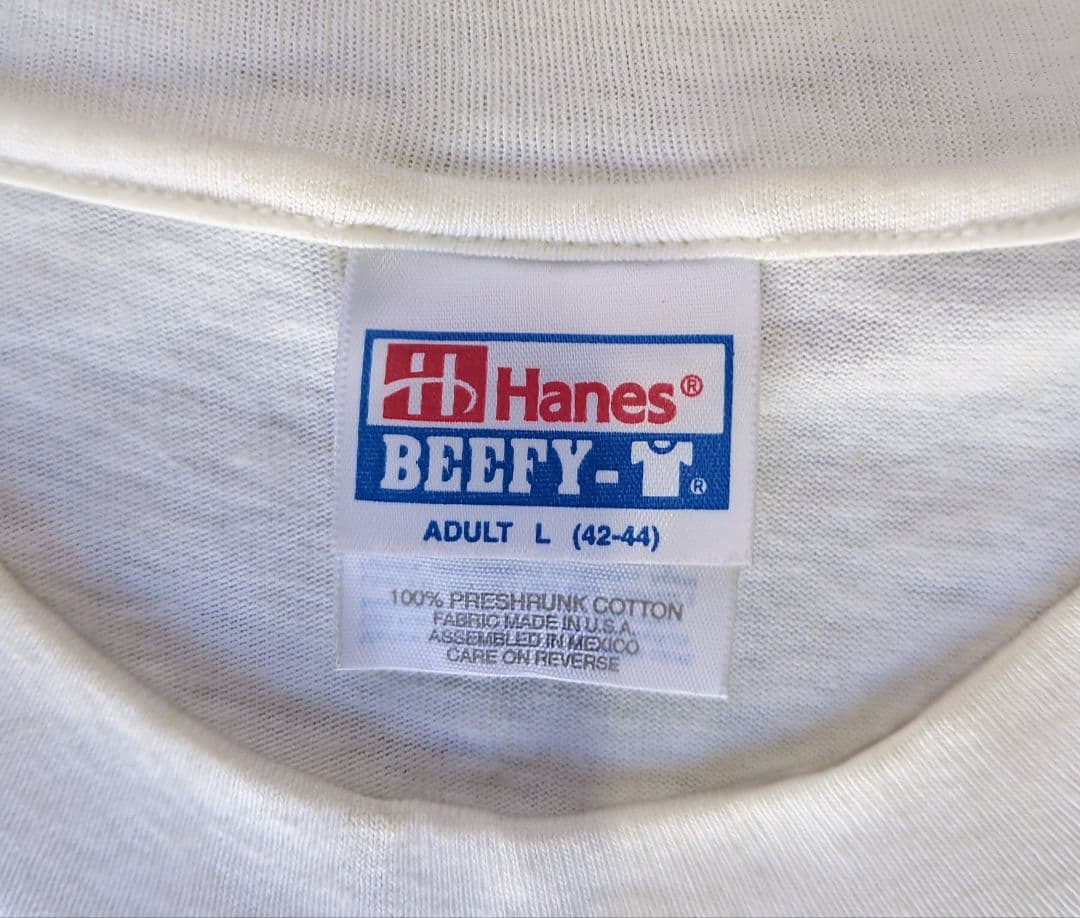 Hanes®
BEEFY-®
ADULT L (42-44)
100% PRESHRUNK COTTON
FABRIC MADE IN U.S.A.
ASSEMBLED IN MEXICO
CARE ON REVERSE